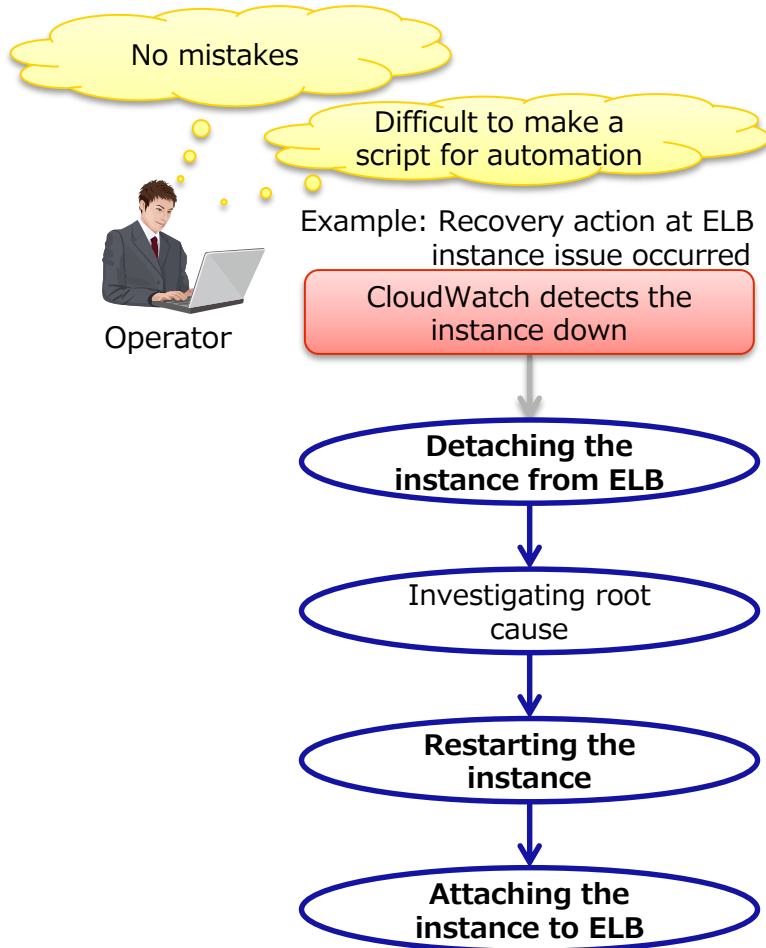 No mistakes
Difficult to make a
script for automation
Example: Recovery action at ELB
instance issue occurred
Operator
CloudWatch detects the
instance down
Detaching the
instance from ELB
Investigating root
cause
Restarting the
instance
Attaching the
instance to ELB